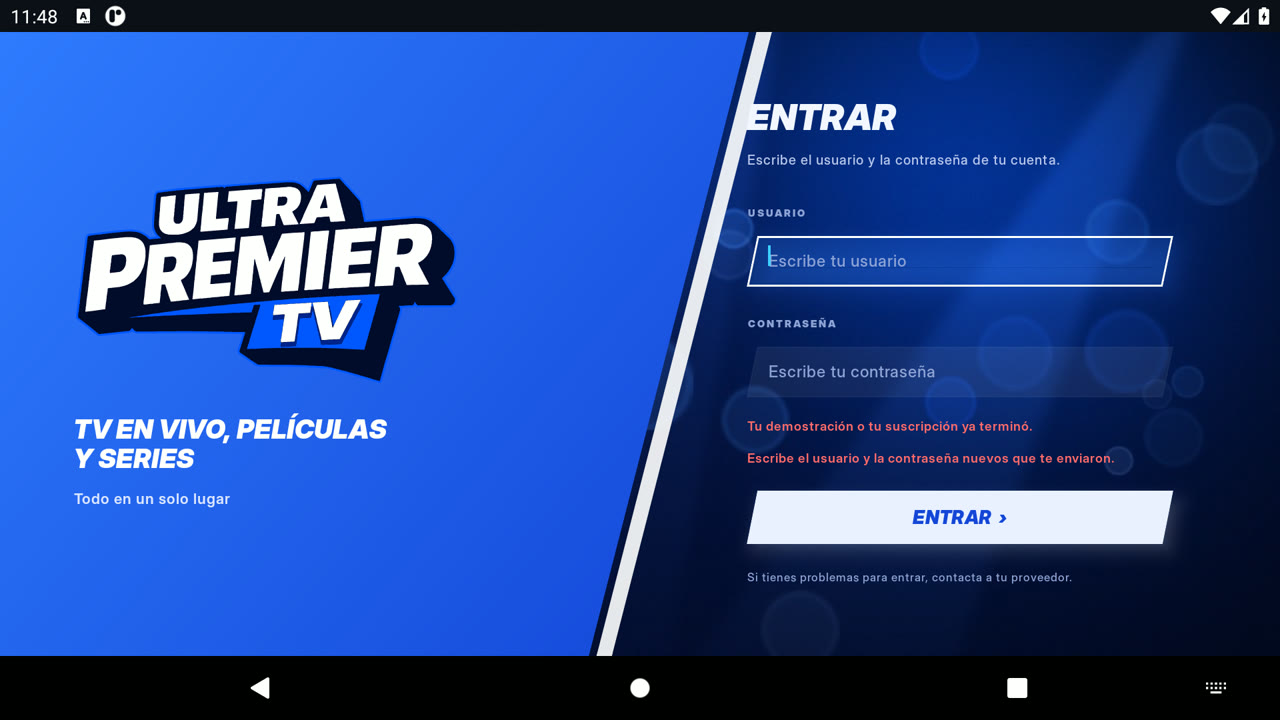 11:48
ULTRA
PREMIER
TV
TV EN VIVO, PELÍCULAS
Y SERIES
Todo en un solo lugar
ENTRAR
Escribe el usuario y la contraseña de tu cuenta.
USUARIO
Escribe tu usuario
CONTRASEÑA
Escribe tu contraseña
Tu demostración o tu suscripción ya terminó.
Escribe el usuario y la contraseña nuevos que te enviaron.
ENTRAR ›
Si tienes problemas para entrar, contacta a tu proveedor.